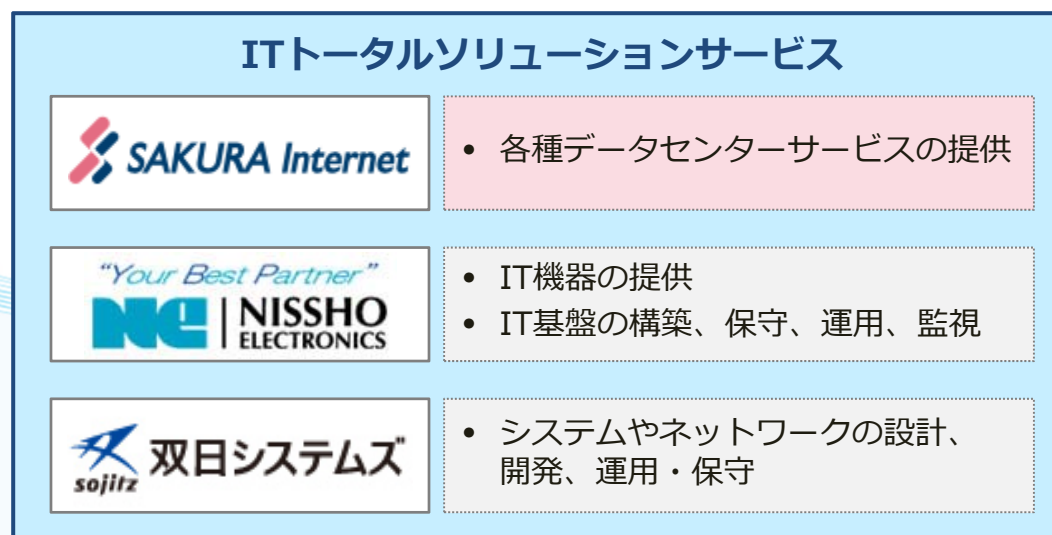 ITトータルソリューションサービス
SAKURA Internet
• 各種データセンターサービスの提供
"Your Best Partner"
Ne NISSHO
ELECTRONICS
• IT機器の提供
• IT基盤の構築、保守、運用、監視
sojitz 双日システムズ
• システムやネットワークの設計、
開発、運用・保守